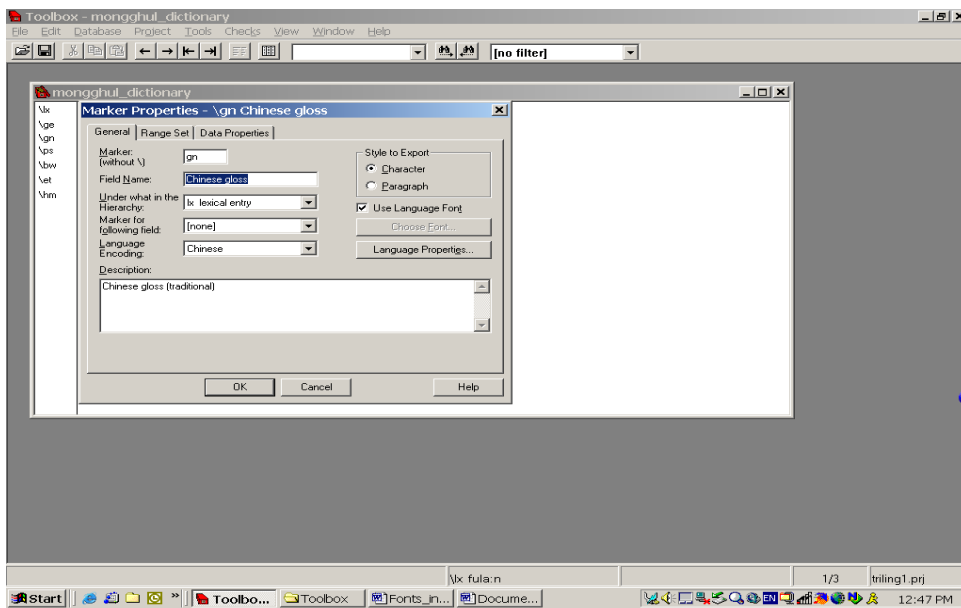 Toolbox - mongghul_dictionary
File Edit Database Project Tools Checks View Window Help
[no filter]
mongghul_dictionary
\lx
\ge
\gn
\ps
\bw
\et
\hm
Marker Properties - \gn Chinese gloss
General Range Set Data Properties
Marker: (without \) gn
Field Name: Chinese gloss
Under what in the Hierarchy: lx lexical entry
Marker for following field: [none]
Language Encoding: Chinese
Style to Export
Character
Paragraph
Use Language Font
Choose Font...
Language Properties...
Description:
Chinese gloss (traditional)
OK Cancel Help
\lx fula:n 1/3 triling1.prj
Start » Toolbo... Toolbox Fonts_in... Docume... EN 12:47 PM